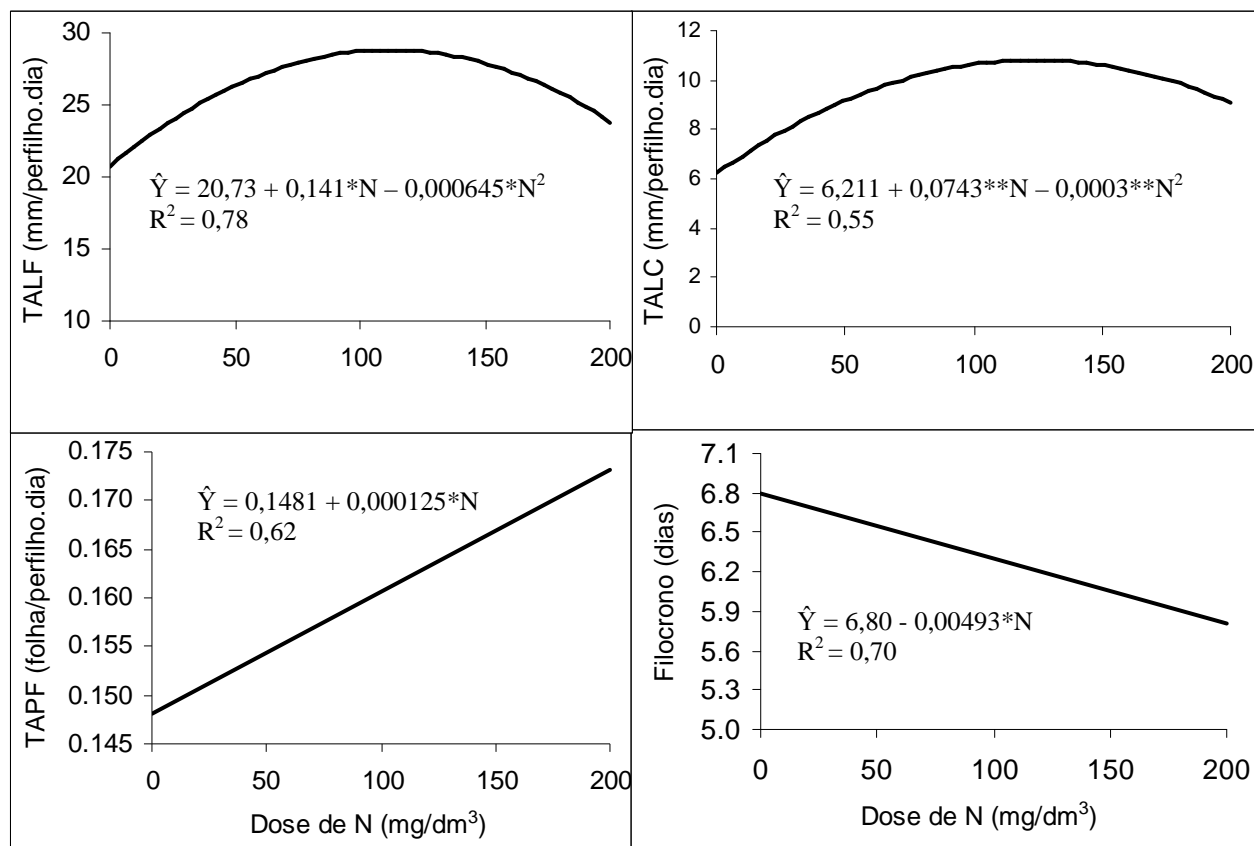 TALF (mm/perfilho.dia)
30
25
20
15
10
Ŷ = 20,73 + 0,141*N – 0,000645*N²
R² = 0,78
0 50 100 150 200
TALC (mm/perfilho.dia)
12
10
8
6
4
2
0
Ŷ = 6,211 + 0,0743**N – 0,0003**N²
R² = 0,55
0 50 100 150 200
TAPF (folha/perfilho.dia)
0.175
0.170
0.165
0.160
0.155
0.150
0.145
Ŷ = 0,1481 + 0,000125*N
R² = 0,62
0 50 100 150 200
Dose de N (mg/dm³)
Filocrono (dias)
7.1
6.8
6.5
6.2
5.9
5.6
5.3
5.0
Ŷ = 6,80 - 0,00493*N
R² = 0,70
0 50 100 150 200
Dose de N (mg/dm³)